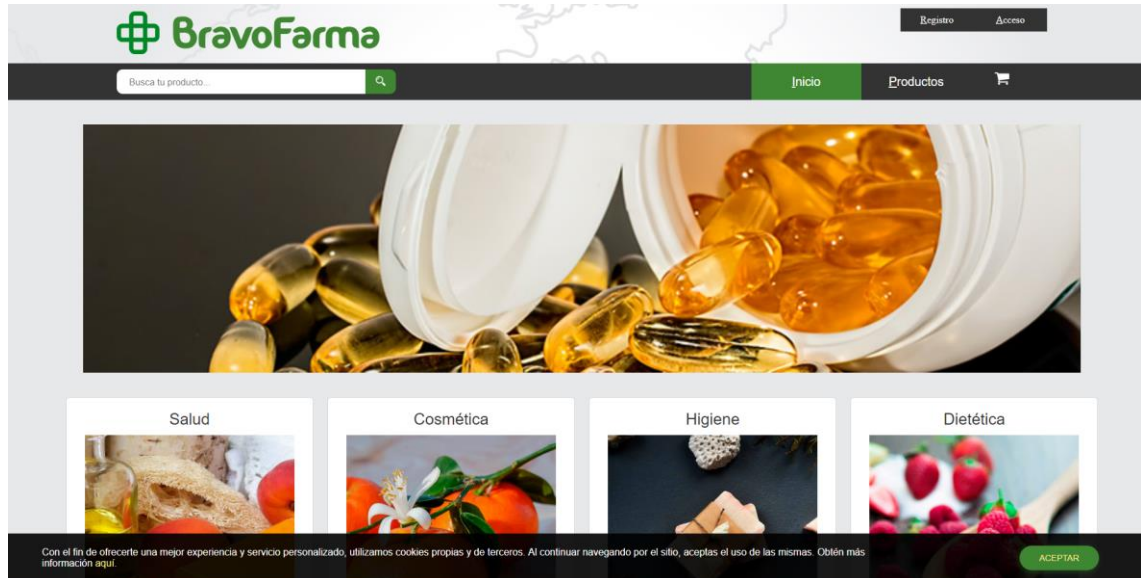 BravoFarma
Registro Acceso
Busca tu producto...
Inicio Productos
Salud Cosmética Higiene Dietética
Con el fin de ofrecerte una mejor experiencia y servicio personalizado, utilizamos cookies propias y de terceros. Al continuar navegando por el sitio, aceptas el uso de las mismas. Obtén más
información aquí.
ACEPTAR